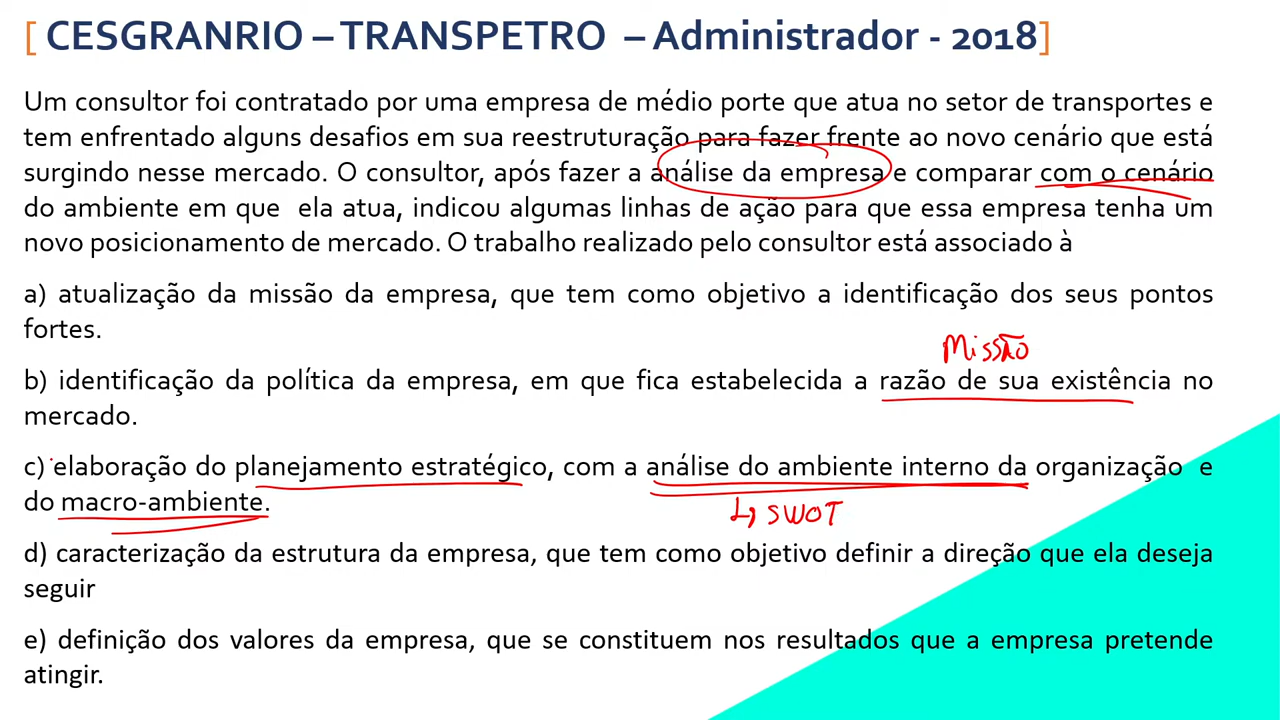 [ CESGRANRIO – TRANSPETRO – Administrador - 2018]
Um consultor foi contratado por uma empresa de médio porte que atua no setor de transportes e
tem enfrentado alguns desafios em sua reestruturação para fazer frente ao novo cenário que está
surgindo nesse mercado. O consultor, após fazer a análise da empresa e comparar com o cenário
do ambiente em que ela atua, indicou algumas linhas de ação para que essa empresa tenha um
novo posicionamento de mercado. O trabalho realizado pelo consultor está associado à
a) atualização da missão da empresa, que tem como objetivo a identificação dos seus pontos
fortes.
Missão
b) identificação da política da empresa, em que fica estabelecida a razão de sua existência no
mercado.
c) elaboração do planejamento estratégico, com a análise do ambiente interno da organização e
do macro-ambiente.
↳ SWOT
d) caracterização da estrutura da empresa, que tem como objetivo definir a direção que ela deseja
seguir
e) definição dos valores da empresa, que se constituem nos resultados que a empresa pretende
atingir.